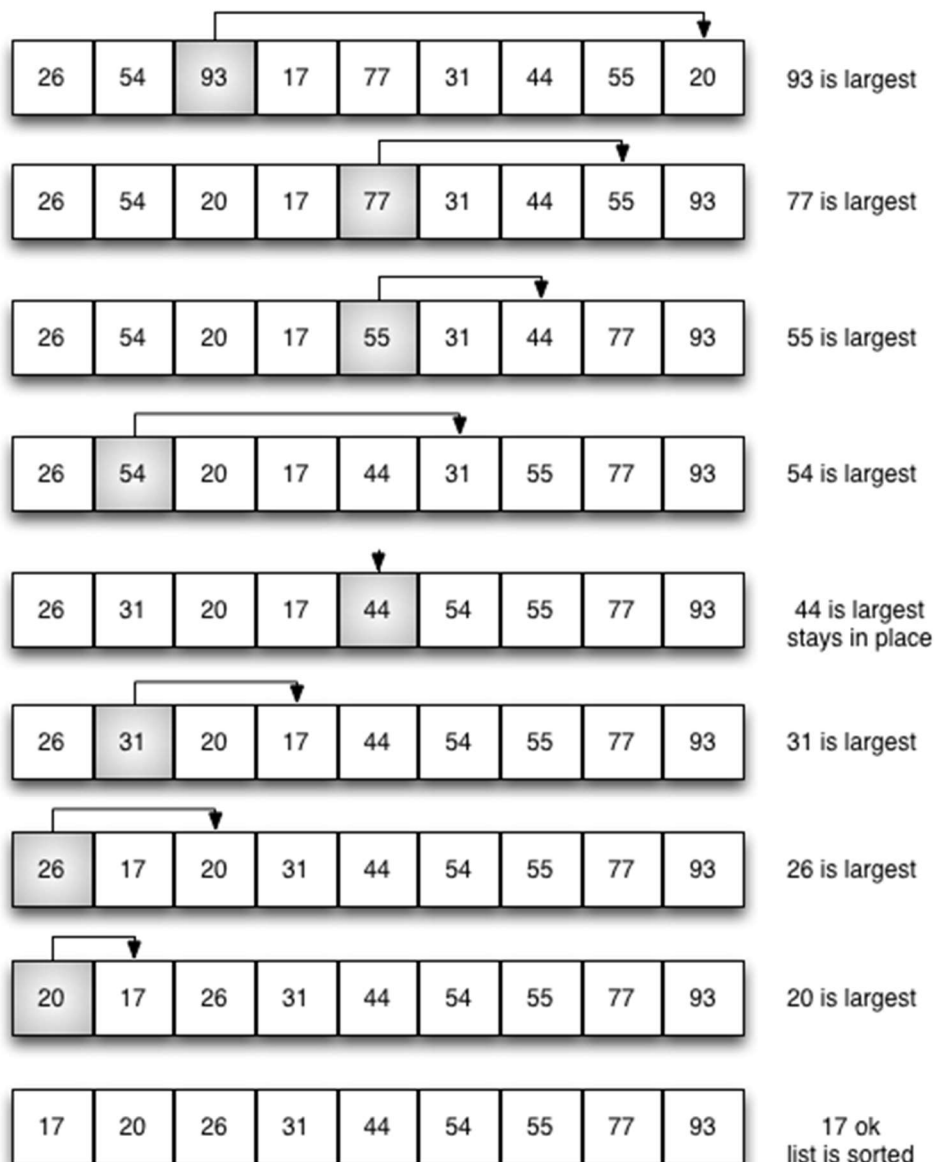 26 54 93 17 77 31 44 55 20 93 is largest
26 54 20 17 77 31 44 55 93 77 is largest
26 54 20 17 55 31 44 77 93 55 is largest
26 54 20 17 44 31 55 77 93 54 is largest
26 31 20 17 44 54 55 77 93 44 is largest
stays in place
26 31 20 17 44 54 55 77 93 31 is largest
26 17 20 31 44 54 55 77 93 26 is largest
20 17 26 31 44 54 55 77 93 20 is largest
17 20 26 31 44 54 55 77 93 17 ok
list is sorted